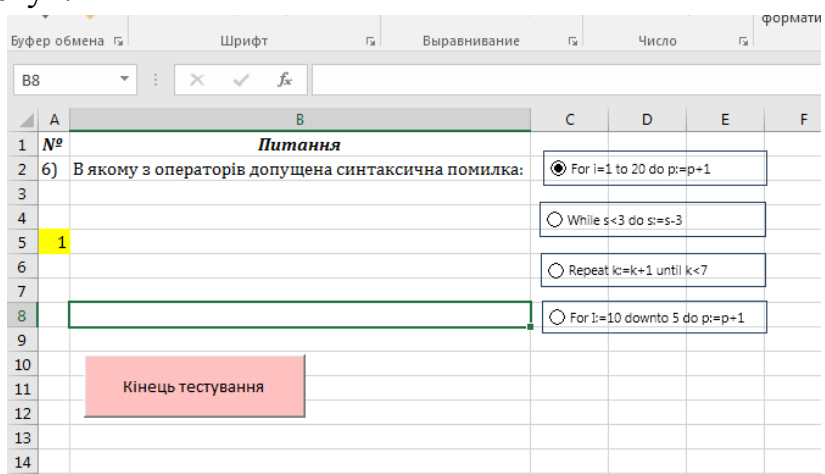 формати
Буфер обмена Шрифт Выравнивание Число
B8 fx
A B C D E F
1 № Питання
2 6) В якому з операторів допущена синтаксична помилка: For i=1 to 20 do p:=p+1
3
4 While s<3 do s:=s-3
5 1
6 Repeat k:=k+1 until k<7
7
8 For I:=10 downto 5 do p:=p+1
9
10
11 Кінець тестування
12
13
14